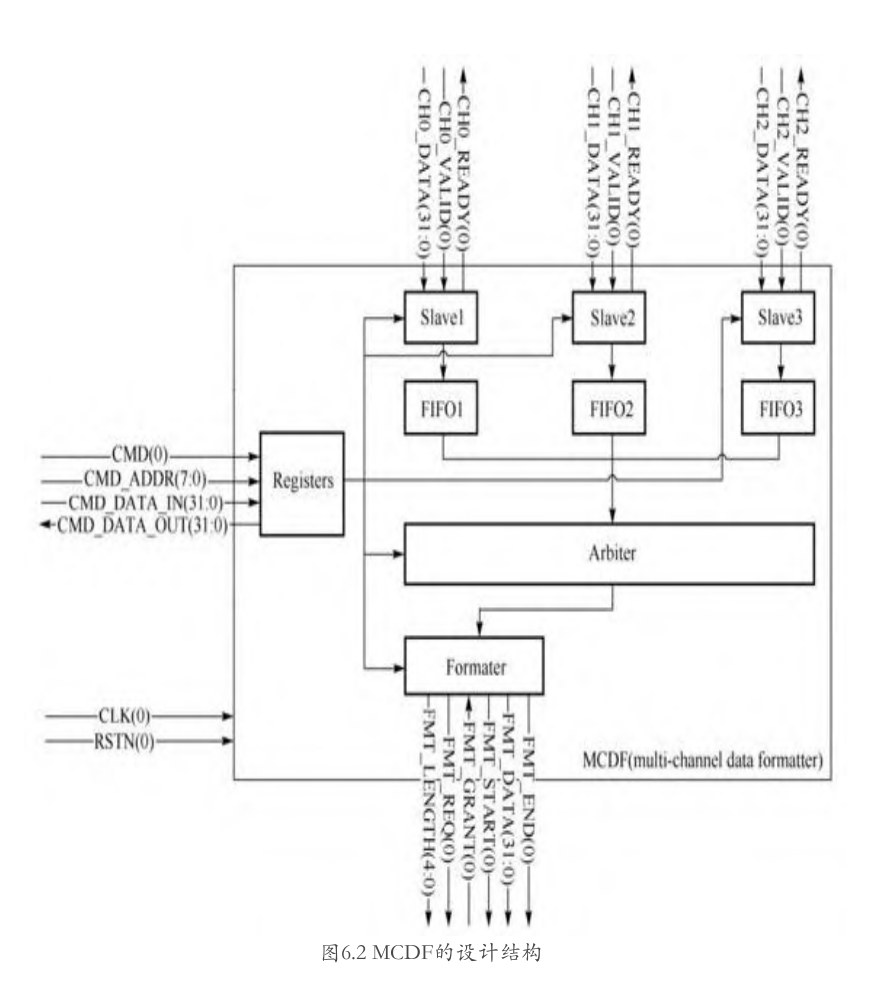 CH0_DATA(31:0)
CH0_VALID(0)
CH0_READY(0)
CH1_DATA(31:0)
CH1_VALID(0)
CH1_READY(0)
CH2_DATA(31:0)
CH2_VALID(0)
CH2_READY(0)
Slave1
Slave2
Slave3
FIFO1
FIFO2
FIFO3
CMD(0)
CMD_ADDR(7:0)
CMD_DATA_IN(31:0)
CMD_DATA_OUT(31:0)
Registers
Arbiter
Formater
CLK(0)
RSTN(0)
MCDF(multi-channel data formatter)
FMT_LENGTH(4:0)
FMT_REQ(0)
FMT_GRANT(0)
FMT_START(0)
FMT_DATA(31:0)
FMT_END(0)
图6.2 MCDF的设计结构